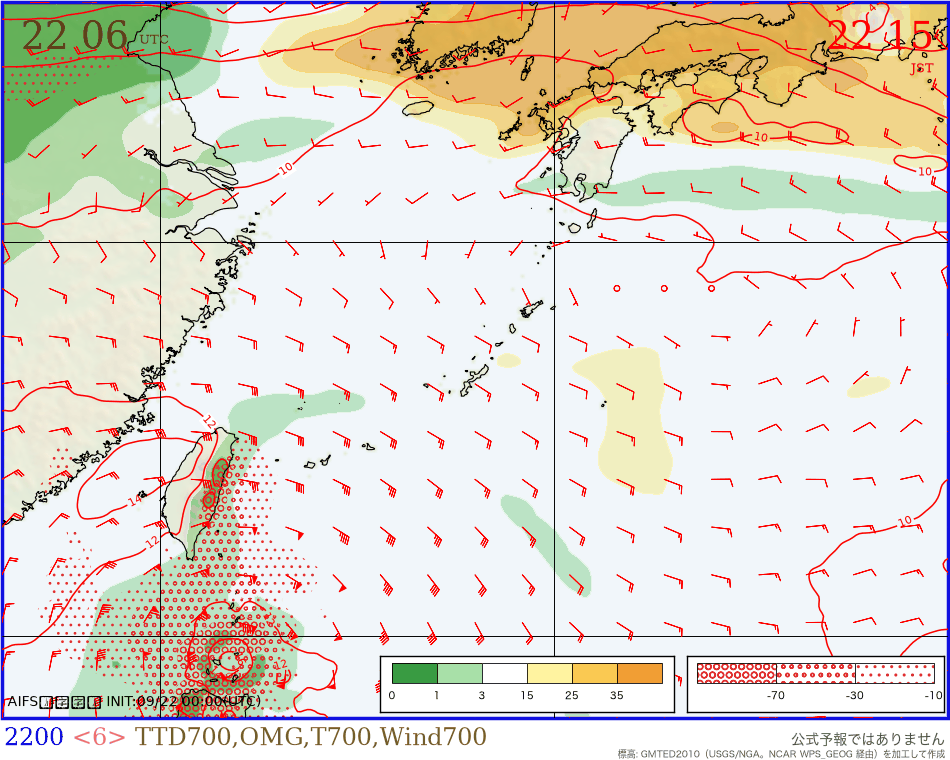 22 06 UTC
22 15
JST
10
10
10
12
14
12
10
12
0 1 3 15 25 35
-70 -30 -10
AIFS INIT:09/22 00:00(UTC)
2200 <6> TTD700,OMG,T700,Wind700
公式予報ではありません
標高: GMTED2010（USGS/NGA。NCAR WPS_GEOG 経由）を加工して作成